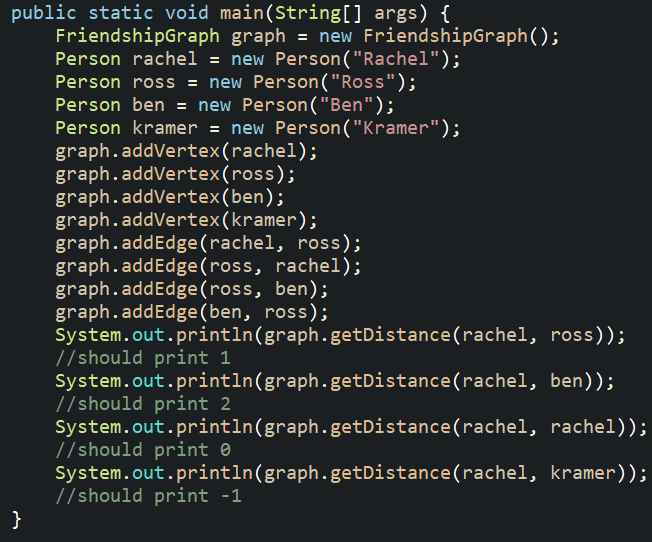 public static void main(String[] args) {
    FriendshipGraph graph = new FriendshipGraph();
    Person rachel = new Person("Rachel");
    Person ross = new Person("Ross");
    Person ben = new Person("Ben");
    Person kramer = new Person("Kramer");
    graph.addVertex(rachel);
    graph.addVertex(ross);
    graph.addVertex(ben);
    graph.addVertex(kramer);
    graph.addEdge(rachel, ross);
    graph.addEdge(ross, rachel);
    graph.addEdge(ross, ben);
    graph.addEdge(ben, ross);
    System.out.println(graph.getDistance(rachel, ross));
    //should print 1
    System.out.println(graph.getDistance(rachel, ben));
    //should print 2
    System.out.println(graph.getDistance(rachel, rachel));
    //should print 0
    System.out.println(graph.getDistance(rachel, kramer));
    //should print -1
}